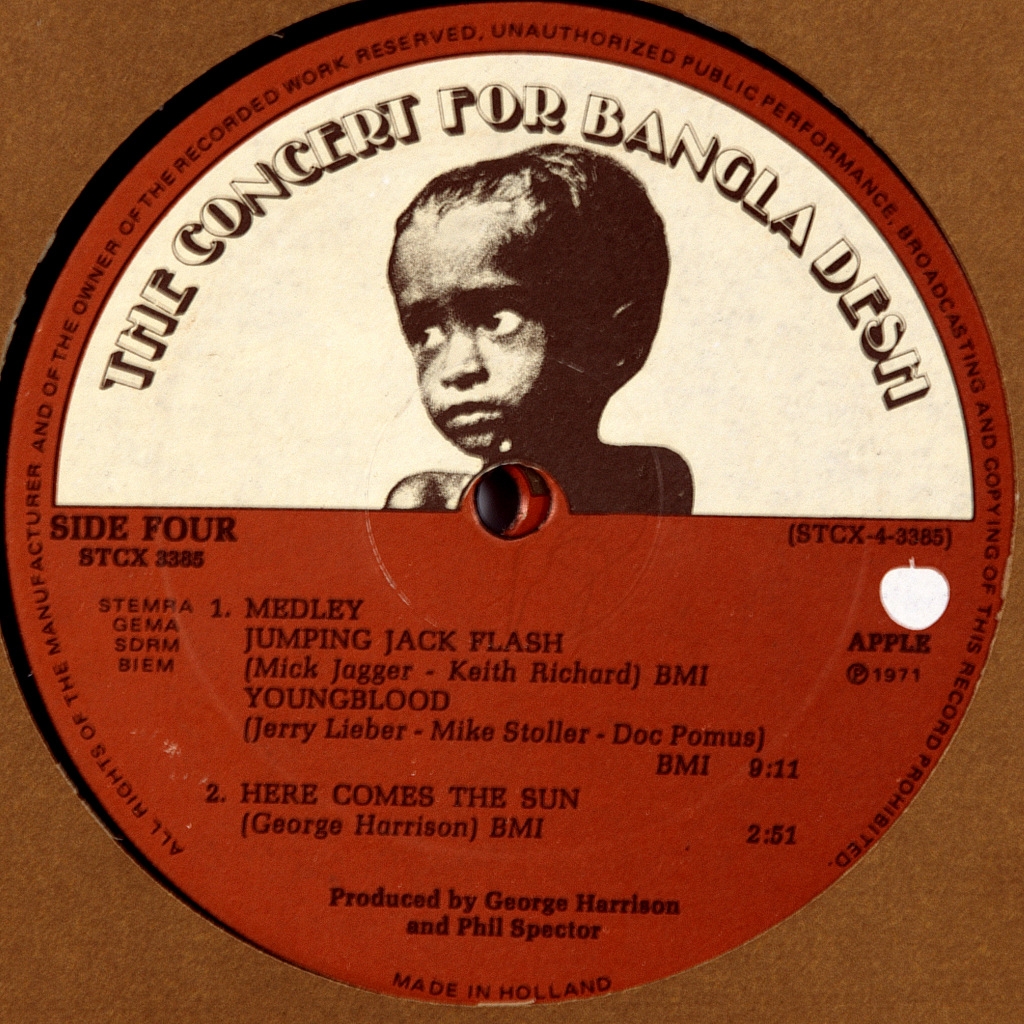 ALL RIGHTS OF THE MANUFACTURER AND OF THE OWNER OF THE RECORDED WORK RESERVED. UNAUTHORIZED PUBLIC PERFORMANCE, BROADCASTING AND COPYING OF THIS RECORD PROHIBITED.
THE CONCERT FOR BANGLA DESH
SIDE FOUR
STCX 3385
(STCX-4-3385)
STEMRA
GEMA
SDRM
BIEM
APPLE
℗ 1971
1. MEDLEY
JUMPING JACK FLASH
(Mick Jagger - Keith Richard) BMI
YOUNGBLOOD
(Jerry Lieber - Mike Stoller - Doc Pomus)
BMI 9:11
2. HERE COMES THE SUN
(George Harrison) BMI 2:51
Produced by George Harrison
and Phil Spector
MADE IN HOLLAND